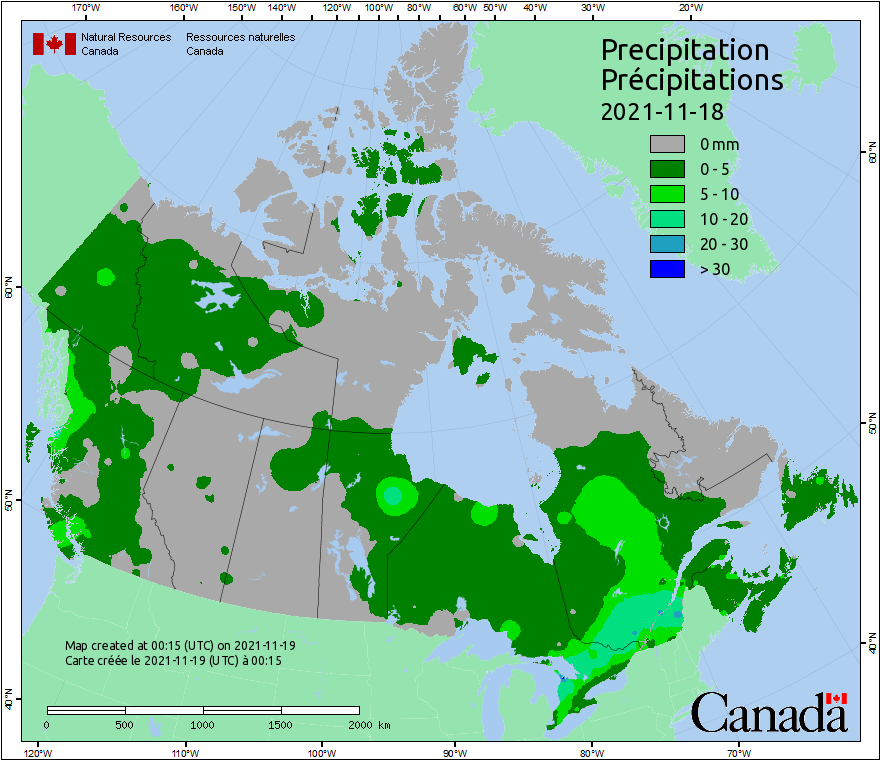 170°W 160°W 150°W 140°W 130°W 120°W 110°W 100°W 90°W 80°W 60°W 50°W 40°W 30°W 20°W
Natural Resources
Canada
Ressources naturelles
Canada
Precipitation
Précipitations
2021-11-18
0 mm
0 - 5
5 - 10
10 - 20
20 - 30
> 30
60°N
60°N
50°N
50°N
40°N
40°N
Map created at 00:15 (UTC) on 2021-11-19
Carte créée le 2021-11-19 (UTC) à 00:15
0 500 1000 1500 2000 km
Canada
120°W 110°W 100°W 90°W 80°W 70°W